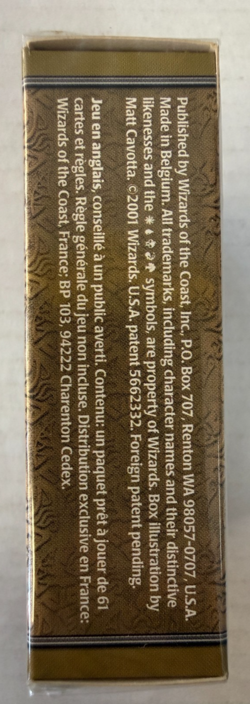 Published by Wizards of the Coast, Inc., P.O. Box 707, Renton WA 98057-0707, U.S.A.
Made in Belgium. All trademarks, including character names and their distinctive
likenesses and the symbols, are property of Wizards. Box illustration by
Matt Cavotta. ©2001 Wizards. U.S.A. patent 5662332. Foreign patent pending.
Jeu en anglais, conseillé à un public averti. Contenu: un paquet prêt à jouer de 61
cartes et règles. Règle générale du jeu non incluse. Distribution exclusive en France:
Wizards of the Coast, France; BP 103, 94222 Charenton Cedex.